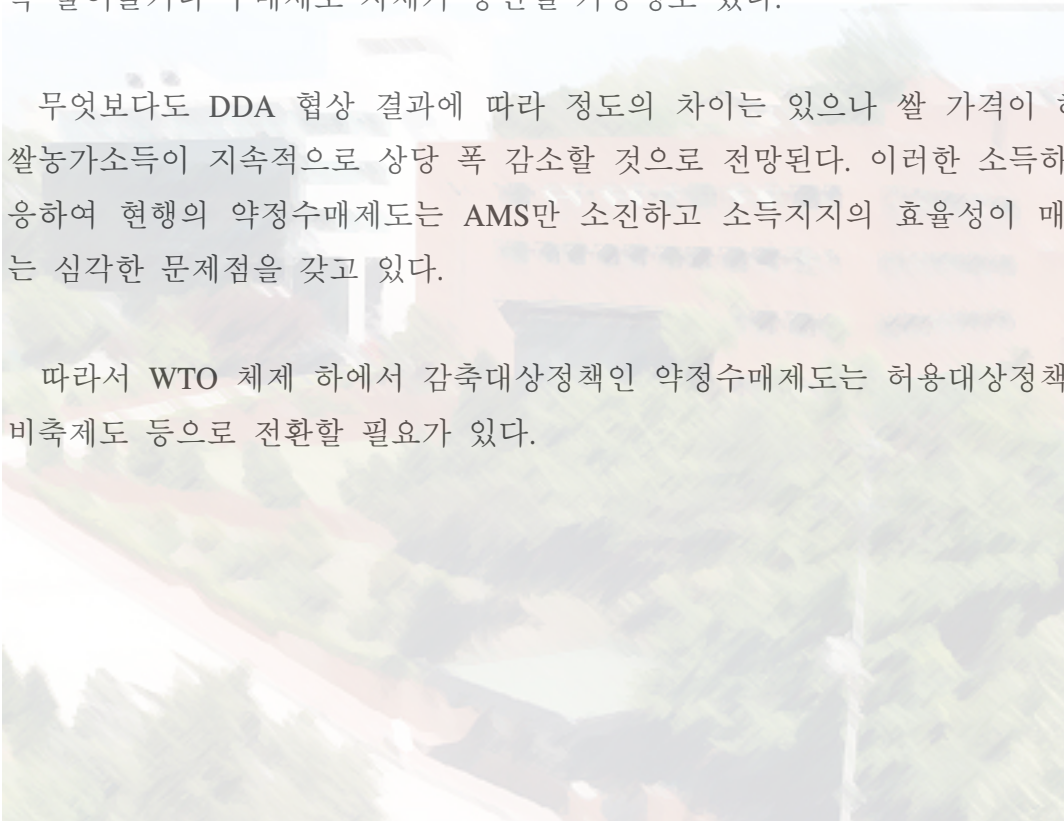 무엇보다도 DDA 협상 결과에 따라 정도의 차이는 있으나 쌀 가격이
쌀농가소득이 지속적으로 상당 폭 감소할 것으로 전망된다. 이러한 소득하
응하여 현행의 약정수매제도는 AMS만 소진하고 소득지지의 효율성이 매
는 심각한 문제점을 갖고 있다.
따라서 WTO 체제 하에서 감축대상정책인 약정수매제도는 허용대상정책
비축제도 등으로 전환할 필요가 있다.